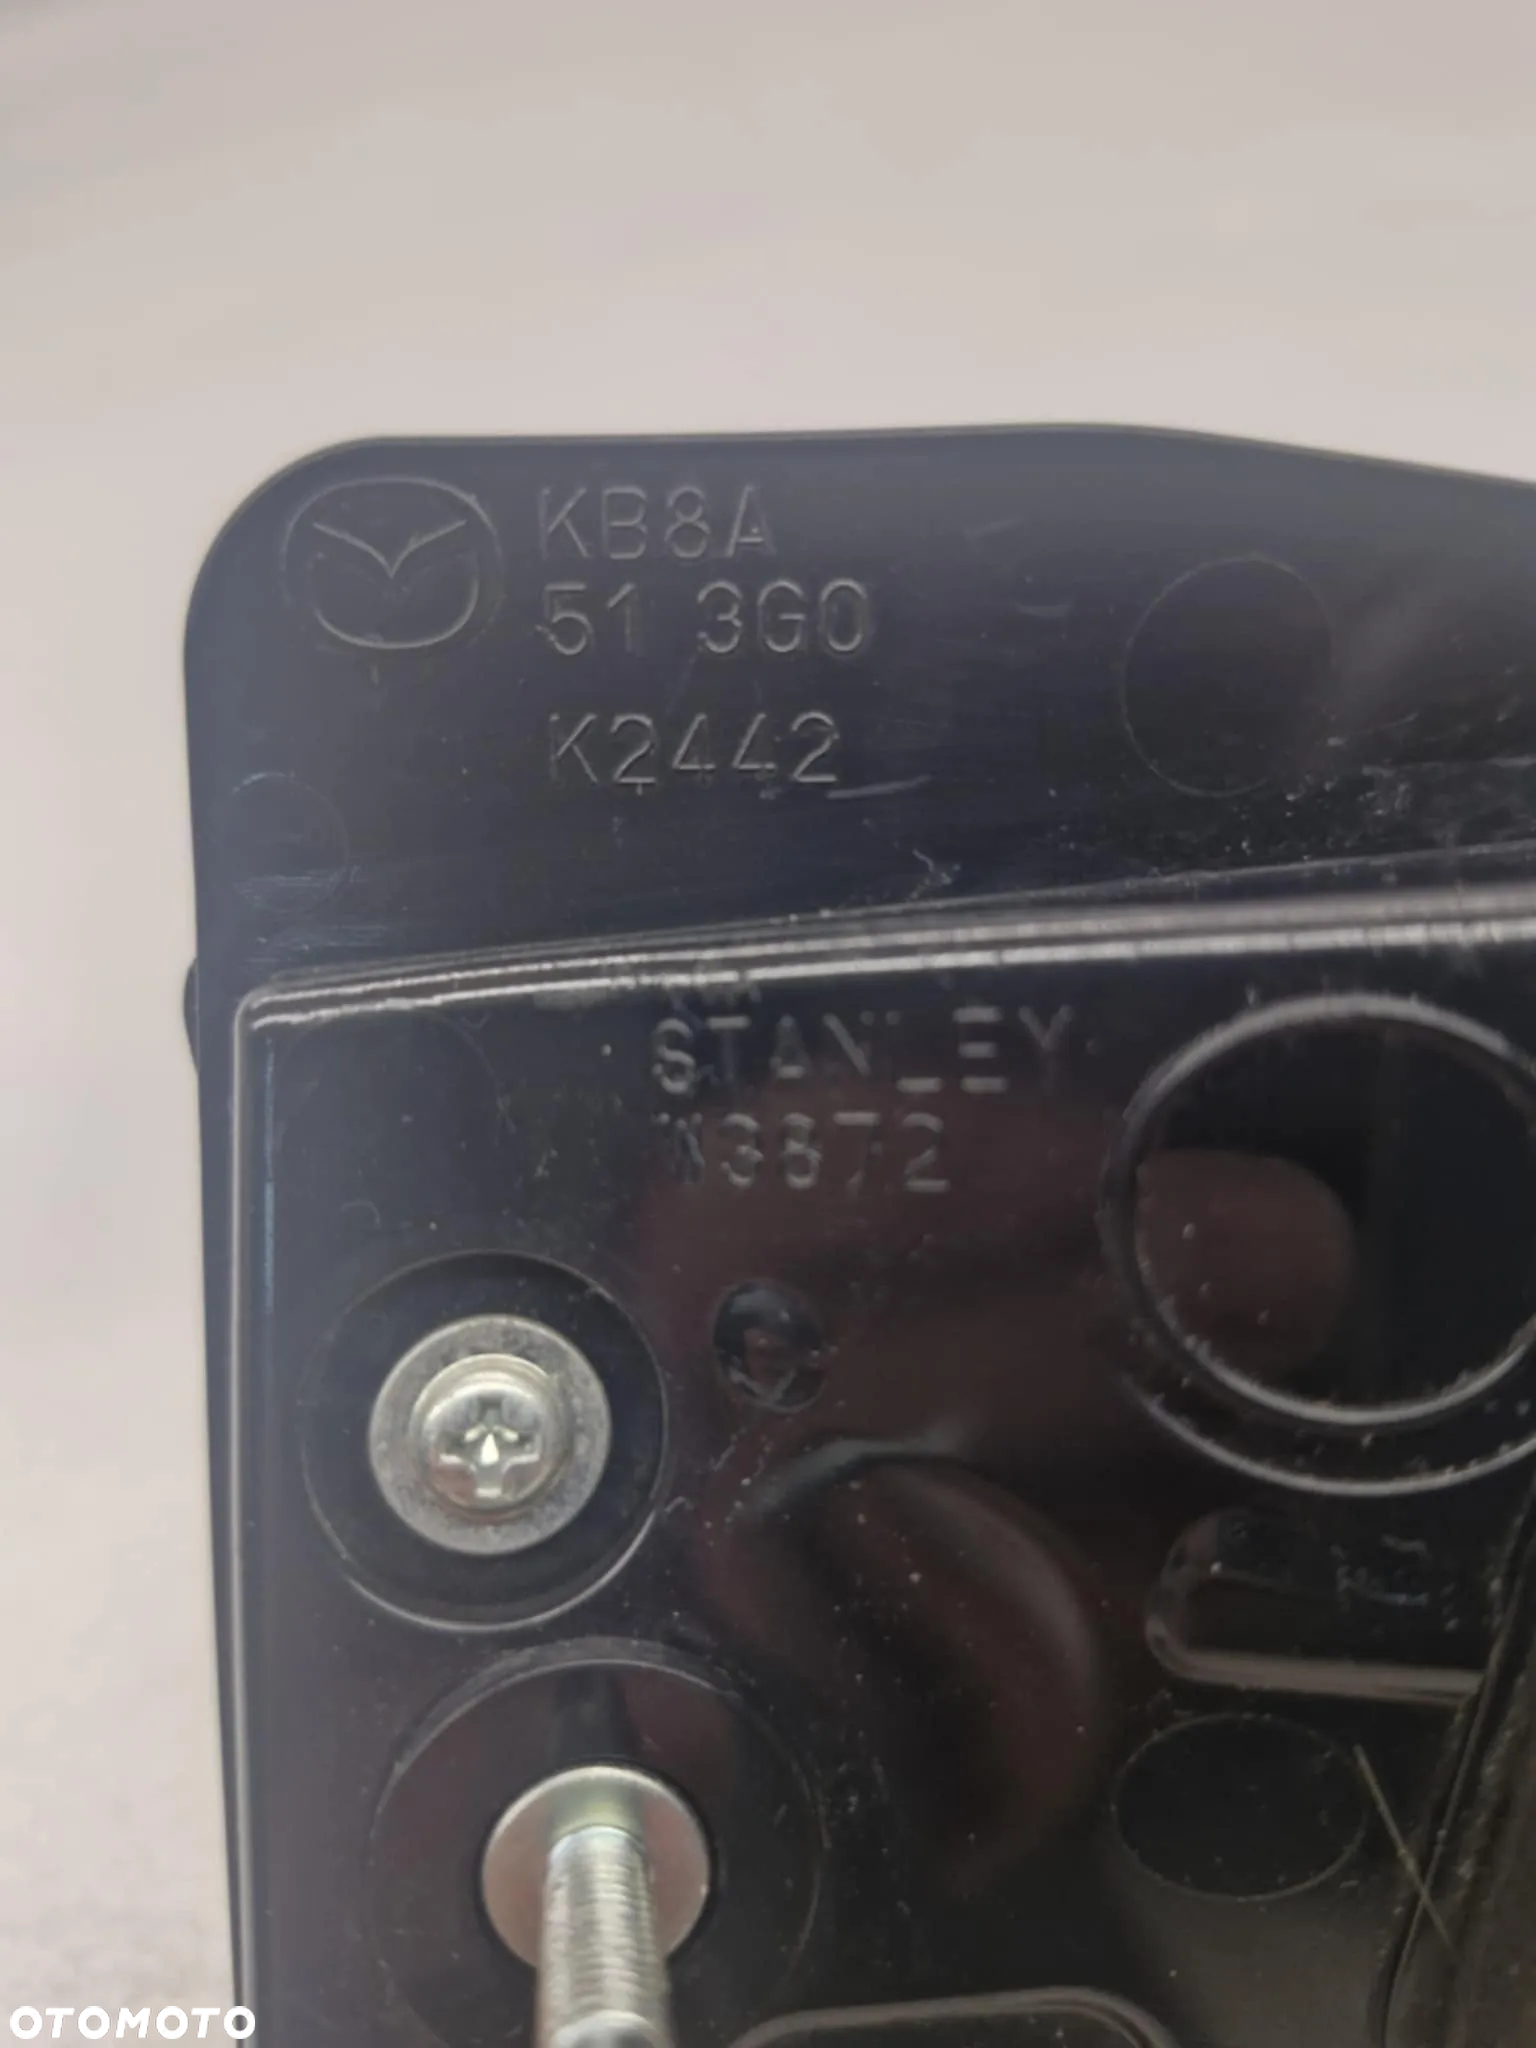 KB8A
51 3G0
K2442
STANLEY
W3872
OTOMOTO